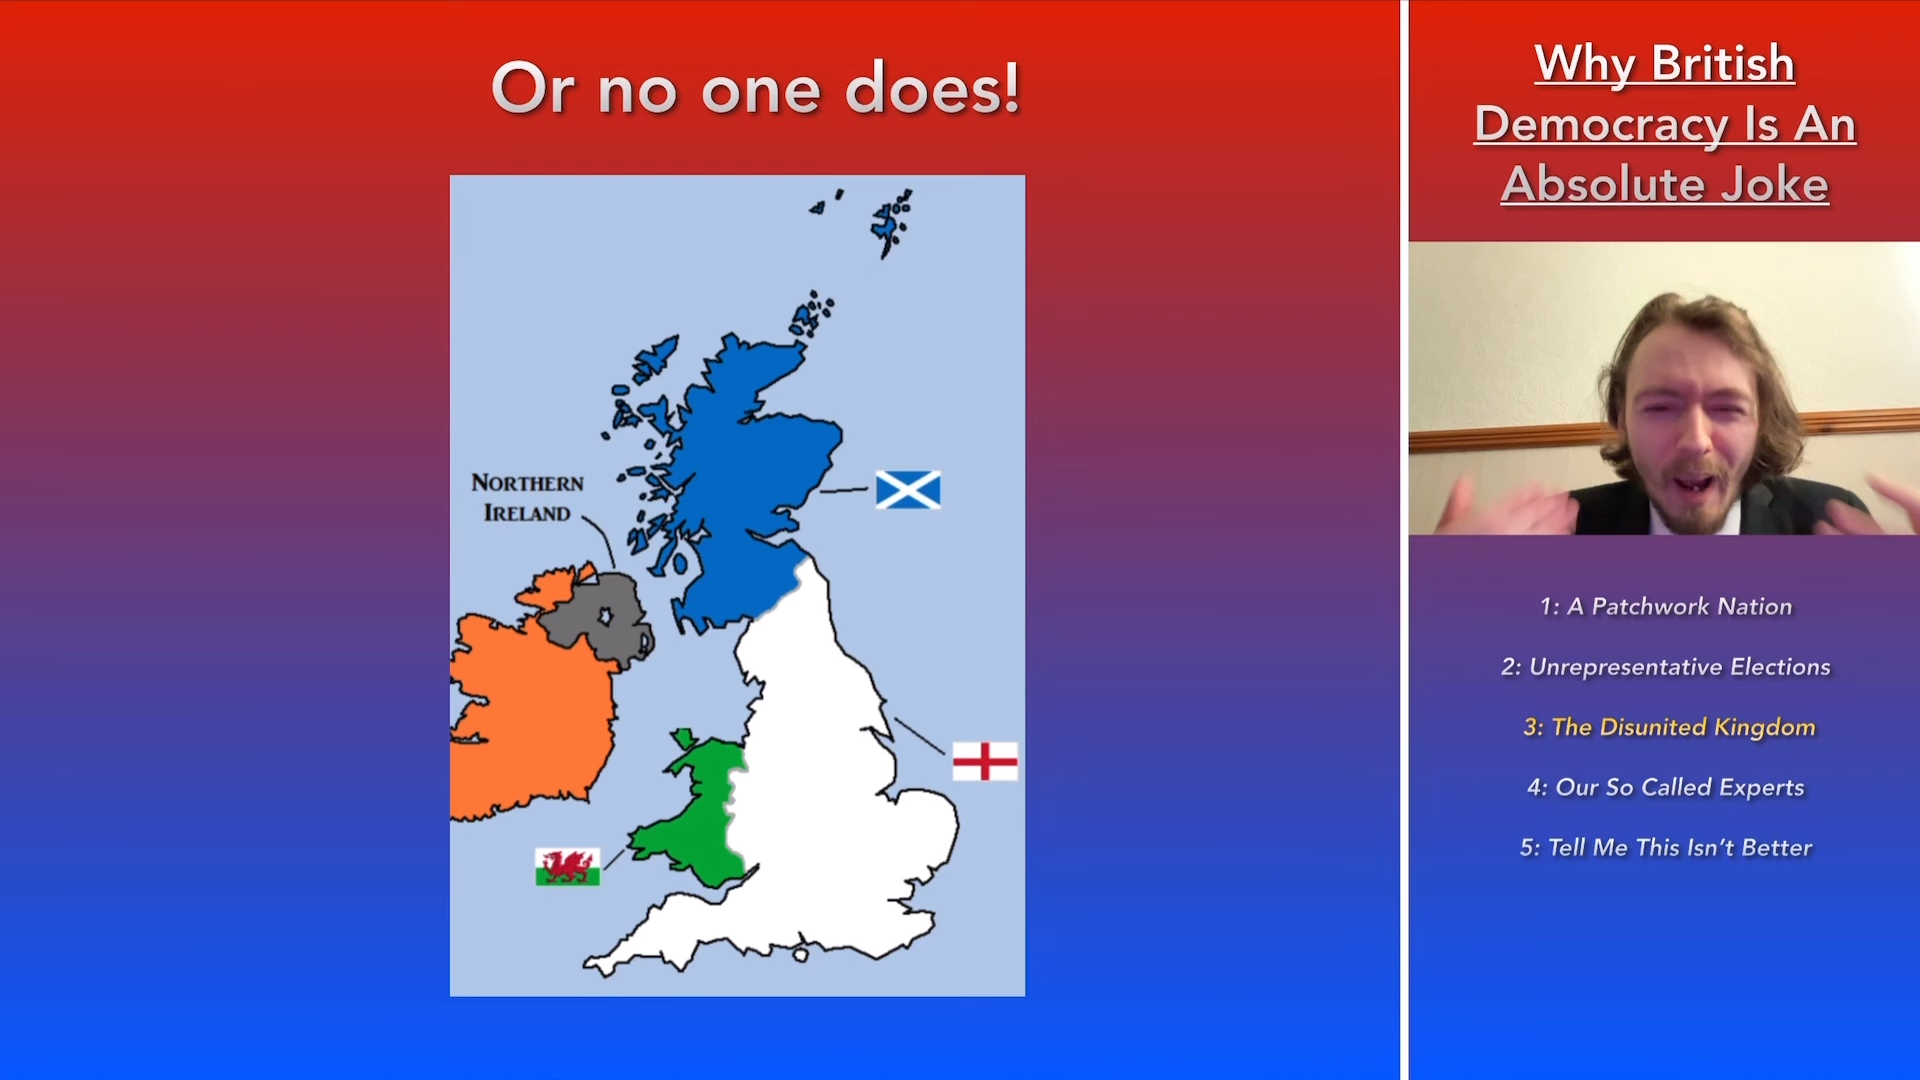 Or no one does!
NORTHERN
IRELAND
Why British
Democracy Is An
Absolute Joke
1: A Patchwork Nation
2: Unrepresentative Elections
3: The Disunited Kingdom
4: Our So Called Experts
5: Tell Me This Isn't Better